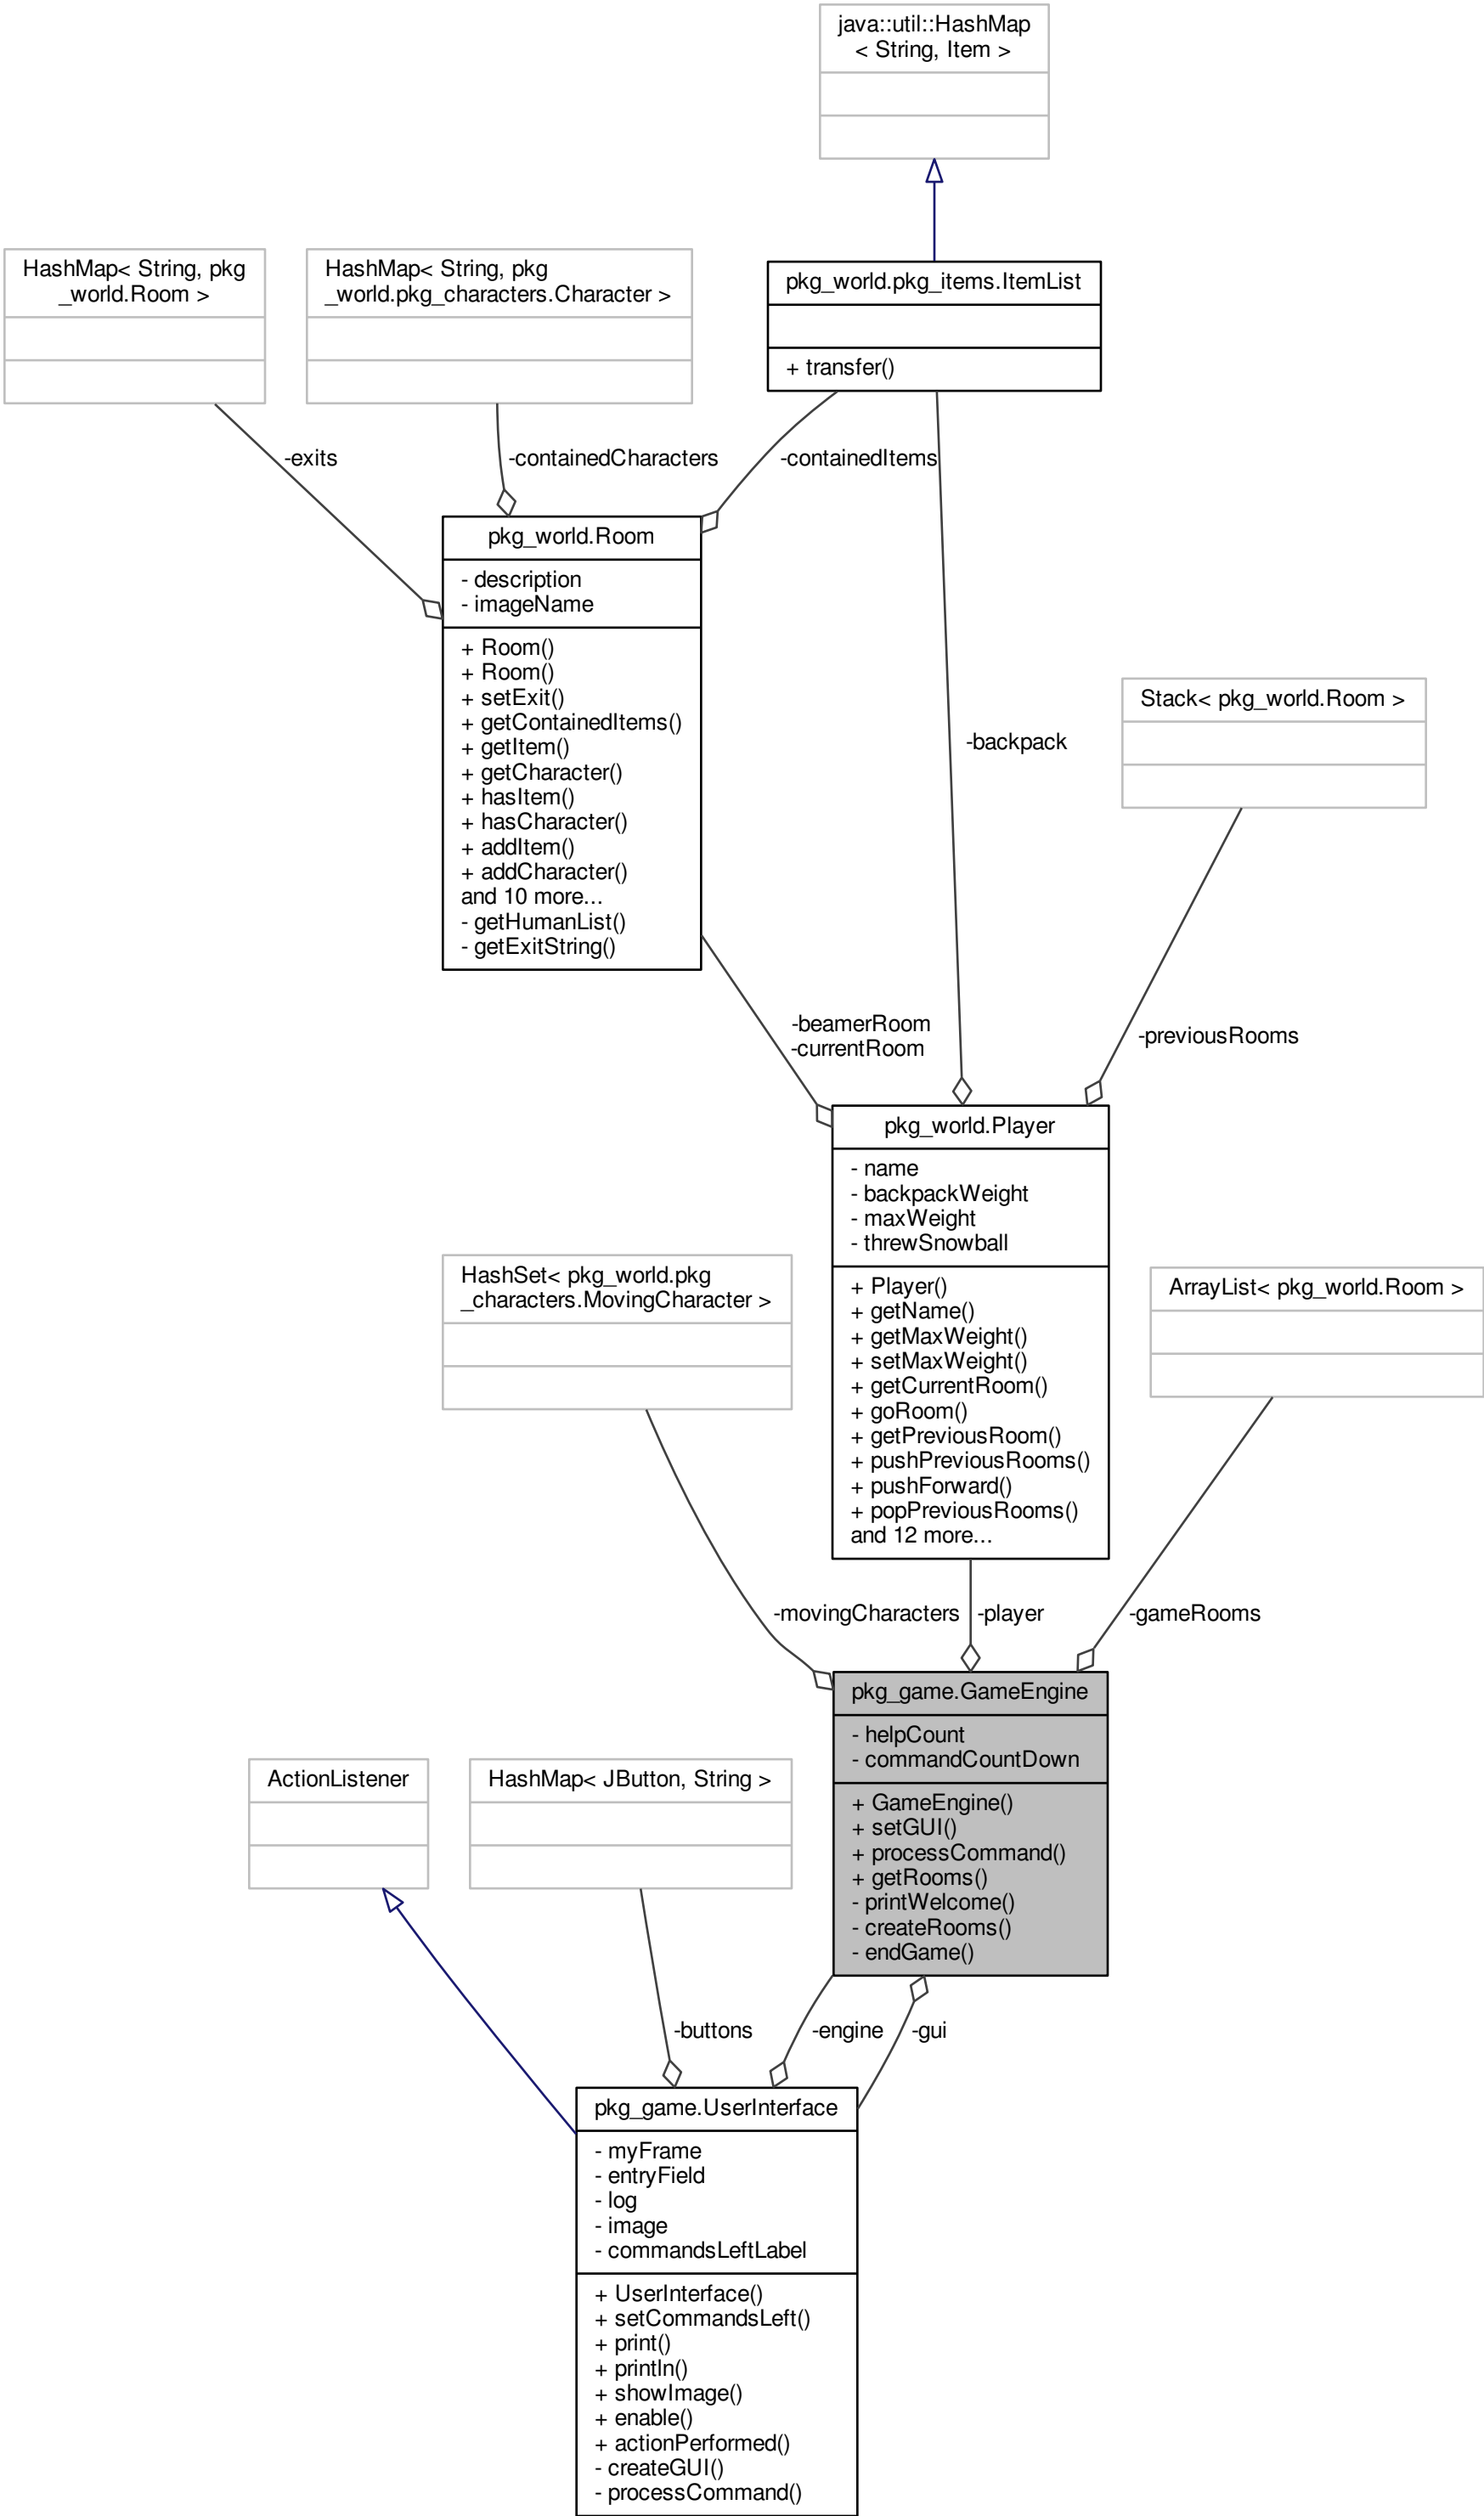 java::util::HashMap
< String, Item >
HashMap< String, pkg
_world.Room >
HashMap< String, pkg
_world.pkg_characters.Character >
pkg_world.pkg_items.ItemList
+ transfer()
-exits
-containedCharacters
-containedItems
pkg_world.Room
- description
- imageName
+ Room()
+ Room()
+ setExit()
+ getContainedItems()
+ getItem()
+ getCharacter()
+ hasItem()
+ hasCharacter()
+ addItem()
+ addCharacter()
and 10 more...
- getHumanList()
- getExitString()
Stack< pkg_world.Room >
-backpack
-beamerRoom
-currentRoom
-previousRooms
pkg_world.Player
- name
- backpackWeight
- maxWeight
- threwSnowball
+ Player()
+ getName()
+ getMaxWeight()
+ setMaxWeight()
+ getCurrentRoom()
+ goRoom()
+ getPreviousRoom()
+ pushPreviousRooms()
+ pushForward()
+ popPreviousRooms()
and 12 more...
HashSet< pkg_world.pkg
_characters.MovingCharacter >
ArrayList< pkg_world.Room >
-movingCharacters
-player
-gameRooms
pkg_game.GameEngine
- helpCount
- commandCountDown
+ GameEngine()
+ setGUI()
+ processCommand()
+ getRooms()
- printWelcome()
- createRooms()
- endGame()
ActionListener
HashMap< JButton, String >
-buttons
-engine
-gui
pkg_game.UserInterface
- myFrame
- entryField
- log
- image
- commandsLeftLabel
+ UserInterface()
+ setCommandsLeft()
+ print()
+ println()
+ showImage()
+ enable()
+ actionPerformed()
- createGUI()
- processCommand()